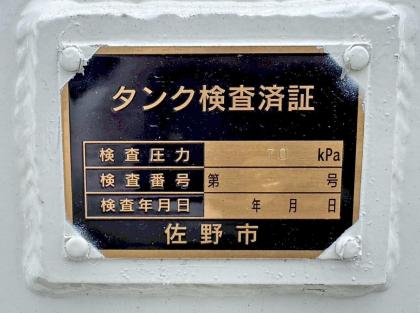 タンク検査済証
検査圧力 70 kPa
検査番号 第 号
検査年月日 年 月 日
佐野市